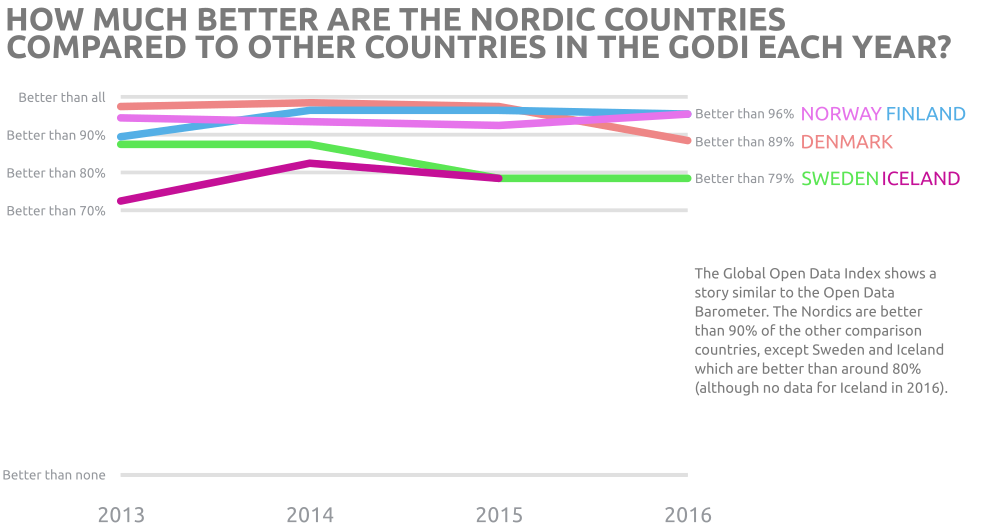 HOW MUCH BETTER ARE THE NORDIC COUNTRIES
COMPARED TO OTHER COUNTRIES IN THE GODI EACH YEAR?
Better than all
Better than 96% NORWAY FINLAND
Better than 90%
Better than 89% DENMARK
Better than 80%
Better than 79% SWEDEN ICELAND
Better than 70%
The Global Open Data Index shows a
story similar to the Open Data
Barometer. The Nordics are better
than 90% of the other comparison
countries, except Sweden and Iceland
which are better than around 80%
(although no data for Iceland in 2016).
Better than none
2013 2014 2015 2016